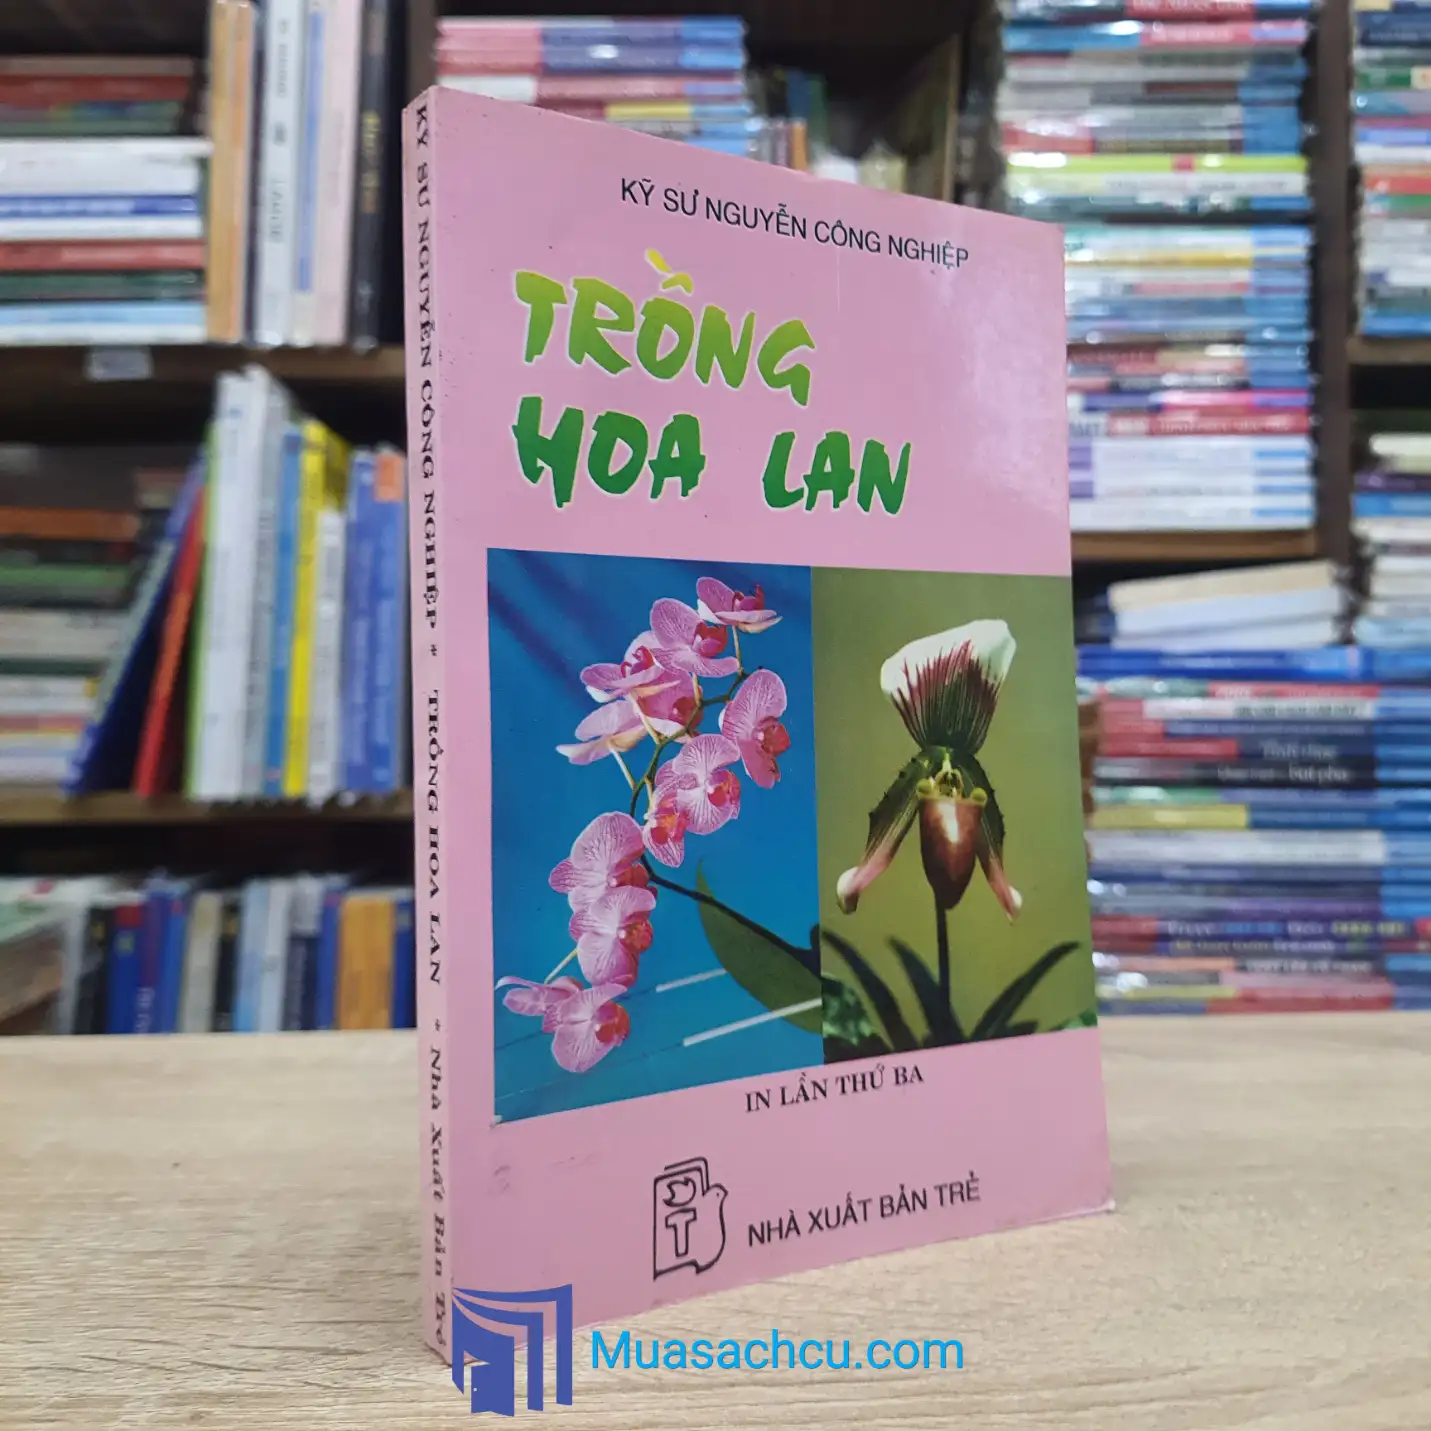 KỸ SƯ NGUYỄN CÔNG NGHIỆP
TRỒNG
HOA LAN
IN LẦN THỨ BA
NHÀ XUẤT BẢN TRẺ
KỸ SƯ NGUYỄN CÔNG NGHIỆP * TRỒNG HOA LAN * Nhà Xuất Bản Trẻ
Muasachcu.com